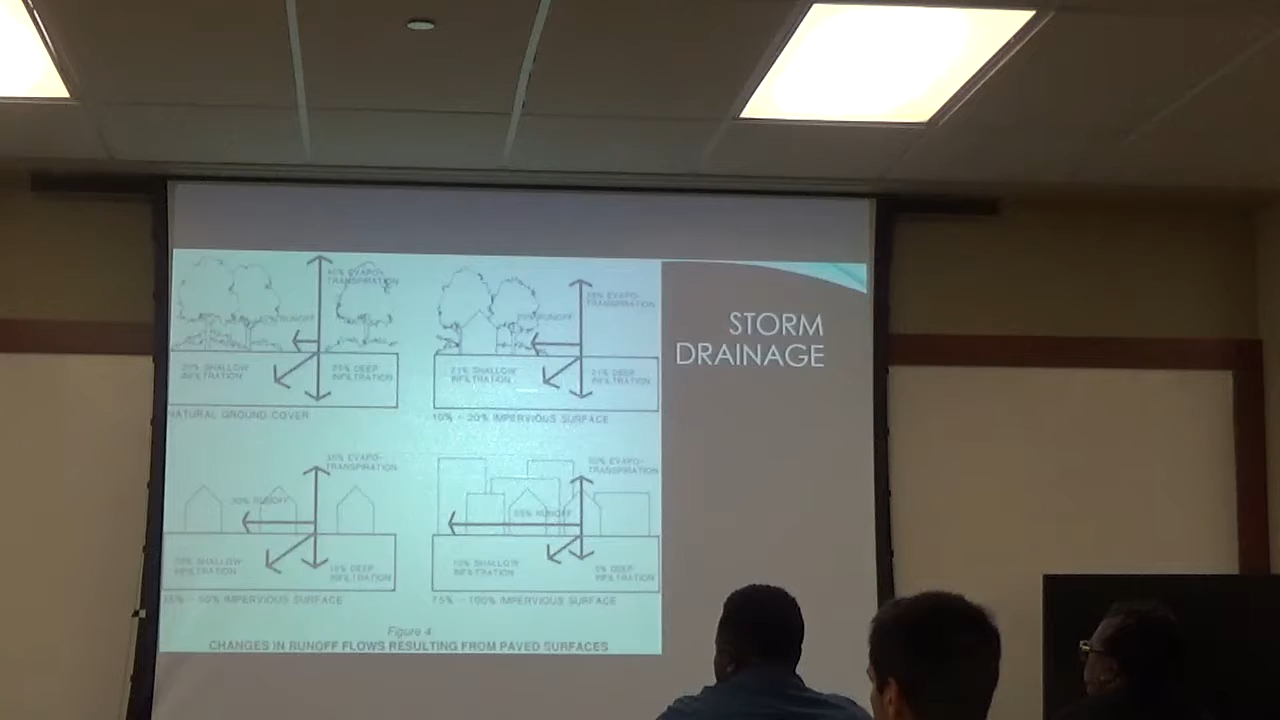 40% EVAPO-
TRANSPIRATION
RUNOFF
SHALLOW
INFILTRATION
25% DEEP
INFILTRATION
NATURAL GROUND COVER
38% EVAPO-
TRANSPIRATION
20% RUNOFF
21% SHALLOW
INFILTRATION
21% DEEP
INFILTRATION
10% - 20% IMPERVIOUS SURFACE
35% EVAPO-
TRANSPIRATION
30% RUNOFF
20% SHALLOW
INFILTRATION
15% DEEP
INFILTRATION
35% - 50% IMPERVIOUS SURFACE
30% EVAPO-
TRANSPIRATION
55% RUNOFF
10% SHALLOW
INFILTRATION
5% DEEP
INFILTRATION
75% - 100% IMPERVIOUS SURFACE
Figure 4
CHANGES IN RUNOFF FLOWS RESULTING FROM PAVED SURFACES
STORM
DRAINAGE